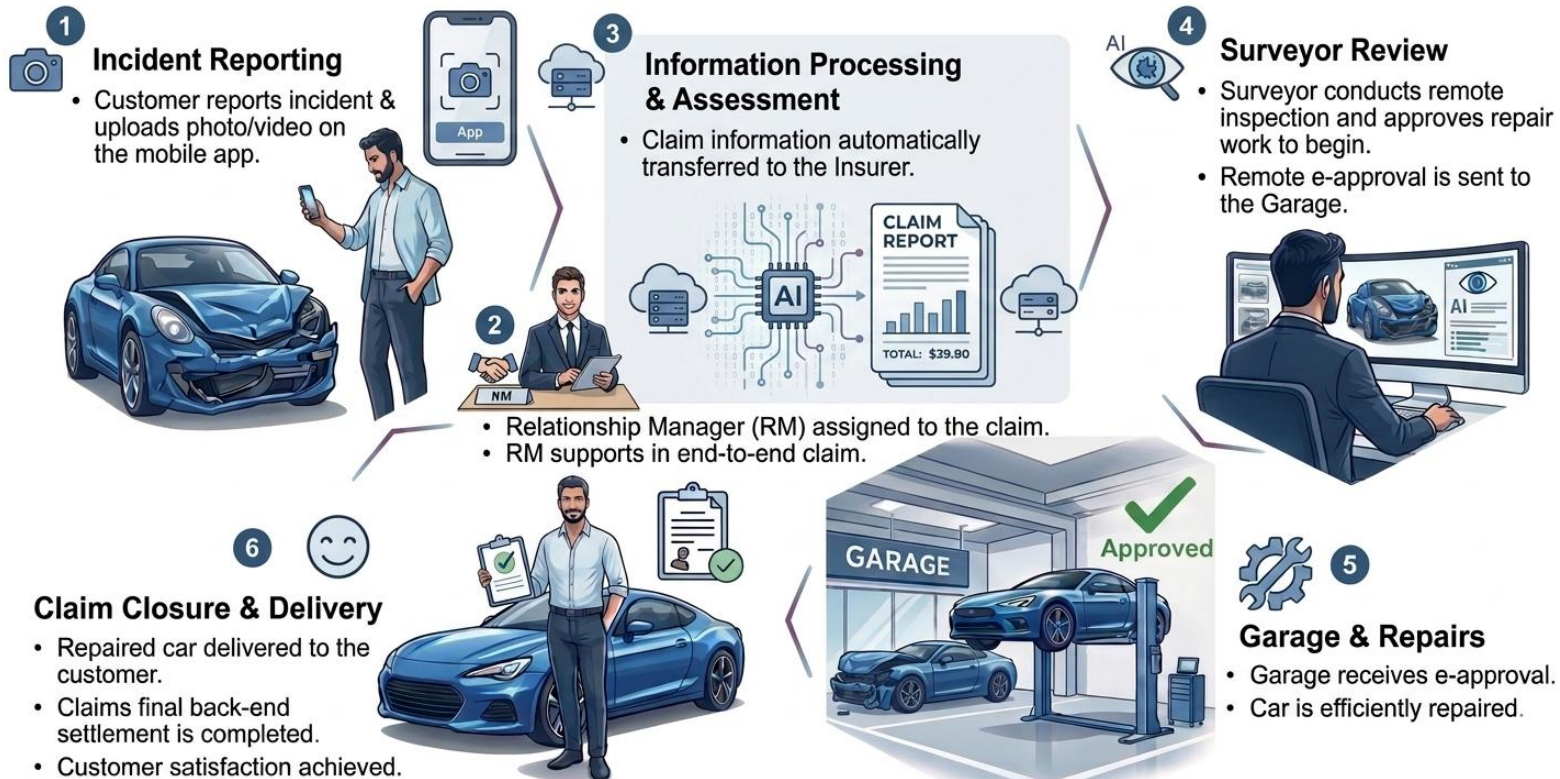 1
Incident Reporting
• Customer reports incident &
uploads photo/video on
the mobile app.
App
2
NM
• Relationship Manager (RM) assigned to the claim.
• RM supports in end-to-end claim.
3
Information Processing
& Assessment
• Claim information automatically
transferred to the Insurer.
AI
CLAIM
REPORT
TOTAL: $39.90
4
AI
Surveyor Review
• Surveyor conducts remote
inspection and approves repair
work to begin.
• Remote e-approval is sent to
the Garage.
AI
5
GARAGE
Approved
Garage & Repairs
• Garage receives e-approval.
• Car is efficiently repaired.
6
Claim Closure & Delivery
• Repaired car delivered to the
customer.
• Claims final back-end
settlement is completed.
• Customer satisfaction achieved.